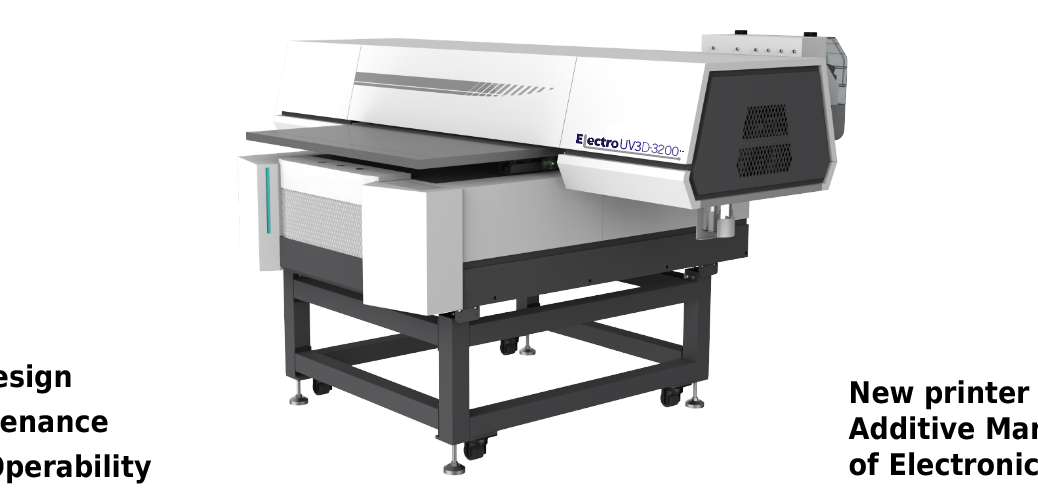 ElectroUV3D-3200
esign
enance
Operability
New printer
Additive Mar
of Electronic